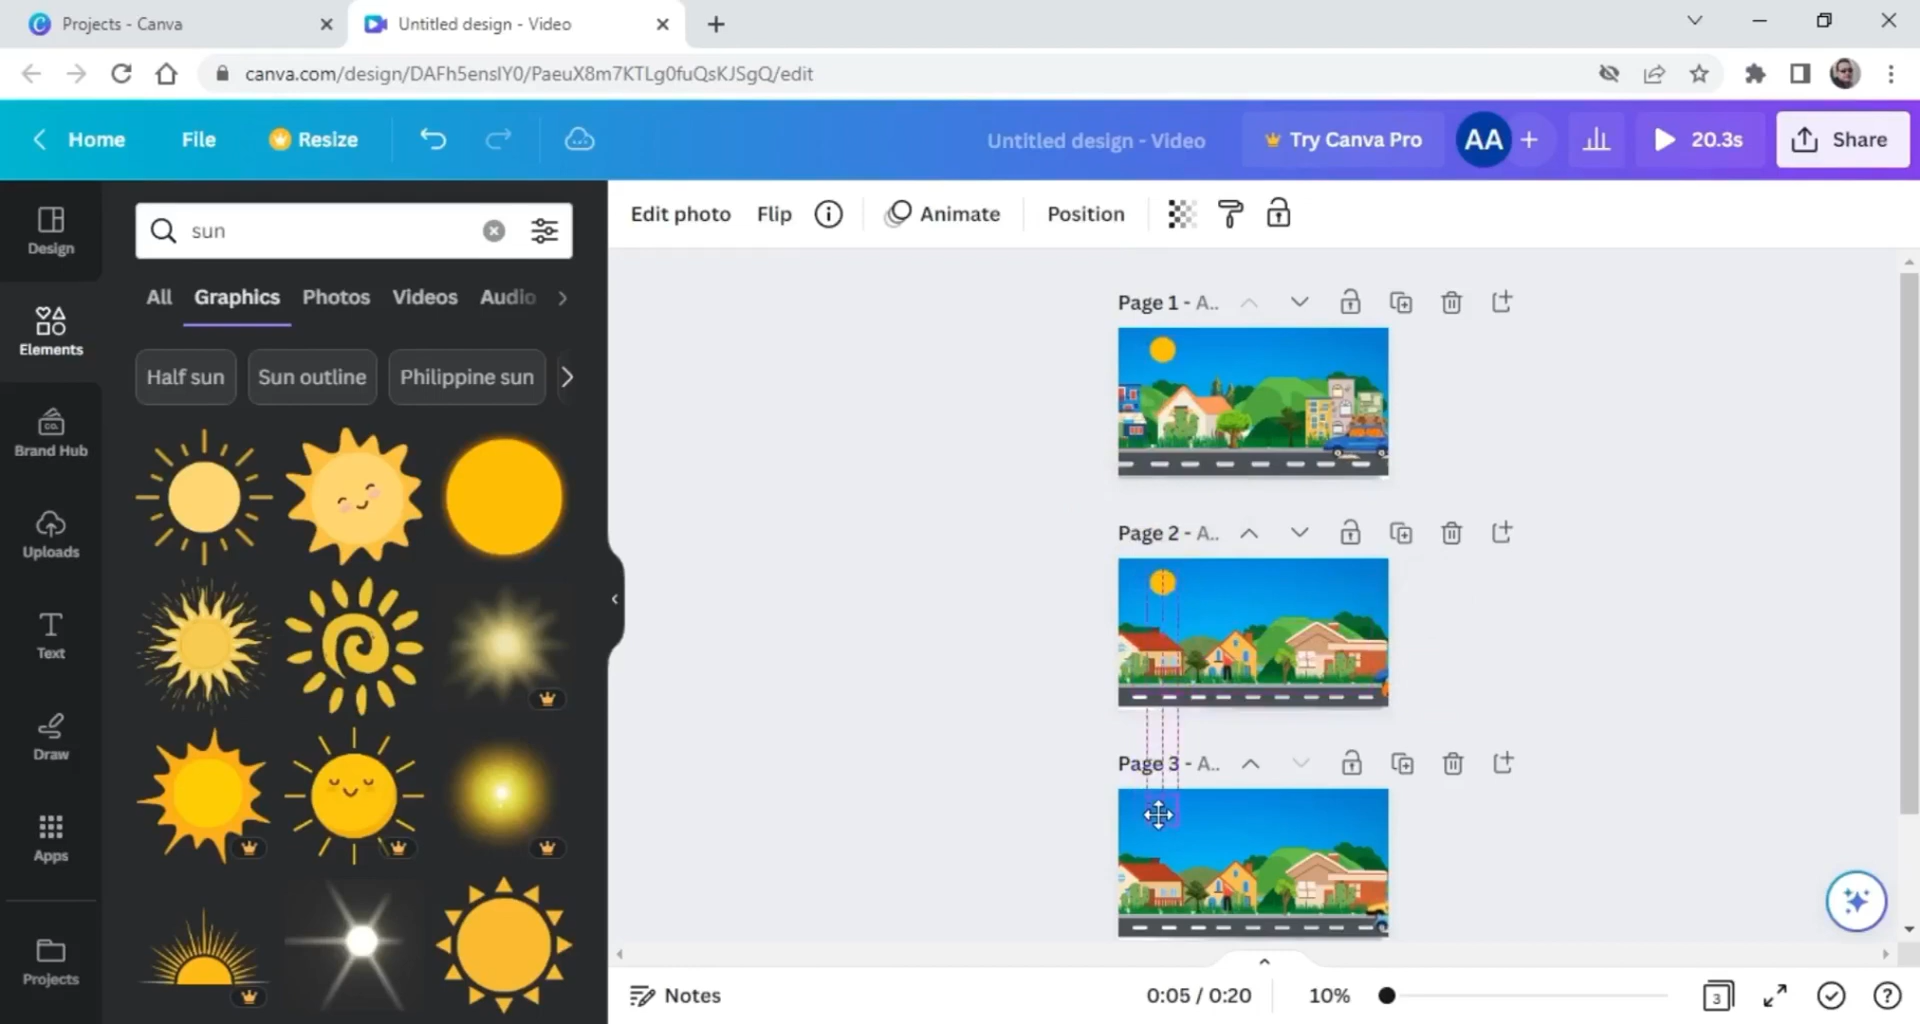 Projects - Canva
Untitled design - Video
canva.com/design/DAFh5ensIY0/PaeuX8m7KTLg0fuQsKJSgQ/edit
Home
File
Resize
Untitled design - Video
Try Canva Pro
AA
20.3s
Share
Design
Elements
Brand Hub
CO.
Uploads
Text
Draw
Apps
Projects
sun
All
Graphics
Photos
Videos
Audio
Half sun
Sun outline
Philippine sun
Edit photo
Flip
Animate
Position
Page 1 - A..
Page 2 - A..
Page 3 - A..
Notes
0:05 / 0:20
10%
3